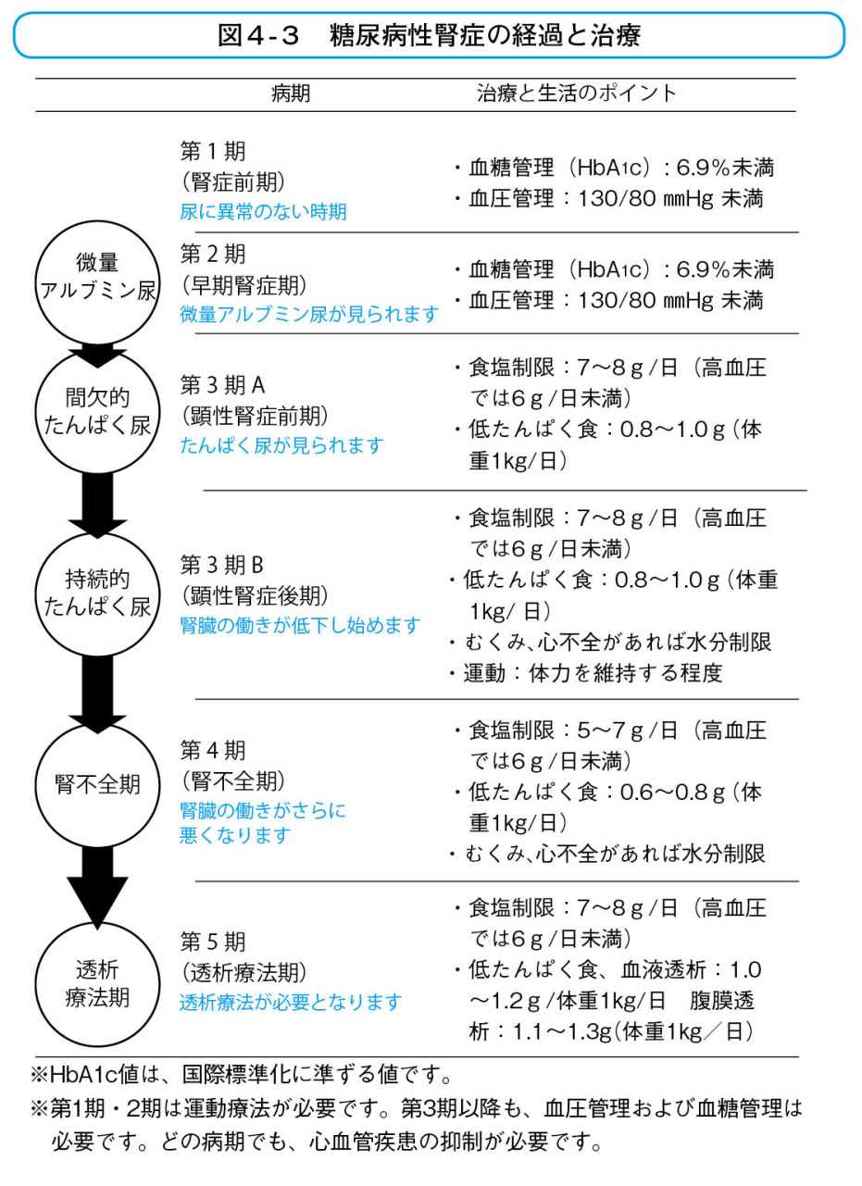 図4-3　糖尿病性腎症の経過と治療
病期　治療と生活のポイント
第1期
（腎症前期）
尿に異常のない時期
・血糖管理（HbA1c）：6.9%未満
・血圧管理：130/80 mmHg 未満
微量
アルブミン尿
第2期
（早期腎症期）
微量アルブミン尿が見られます
・血糖管理（HbA1c）：6.9%未満
・血圧管理：130/80 mmHg 未満
間欠的
たんぱく尿
第3期A
（顕性腎症前期）
たんぱく尿が見られます
・食塩制限：7～8g/日（高血圧
では6g/日未満）
・低たんぱく食：0.8～1.0g（体
重1kg/日）
持続的
たんぱく尿
第3期B
（顕性腎症後期）
腎臓の働きが低下し始めます
・食塩制限：7～8g/日（高血圧
では6g/日未満）
・低たんぱく食：0.8～1.0g（体重
1kg/ 日）
・むくみ、心不全があれば水分制限
・運動：体力を維持する程度
腎不全期
第4期
（腎不全期）
腎臓の働きがさらに
悪くなります
・食塩制限：5～7g/日（高血圧
では6g/日未満）
・低たんぱく食：0.6～0.8g（体
重1kg/日）
・むくみ、心不全があれば水分制限
透析
療法期
第5期
（透析療法期）
透析療法が必要となります
・食塩制限：7～8g/日（高血圧
では6g/日未満）
・低たんぱく食、血液透析：1.0
～1.2g/体重1kg/日　腹膜透
析：1.1～1.3g（体重1kg／日）
※HbA1c値は、国際標準化に準ずる値です。
※第1期・2期は運動療法が必要です。第3期以降も、血圧管理および血糖管理は
必要です。どの病期でも、心血管疾患の抑制が必要です。